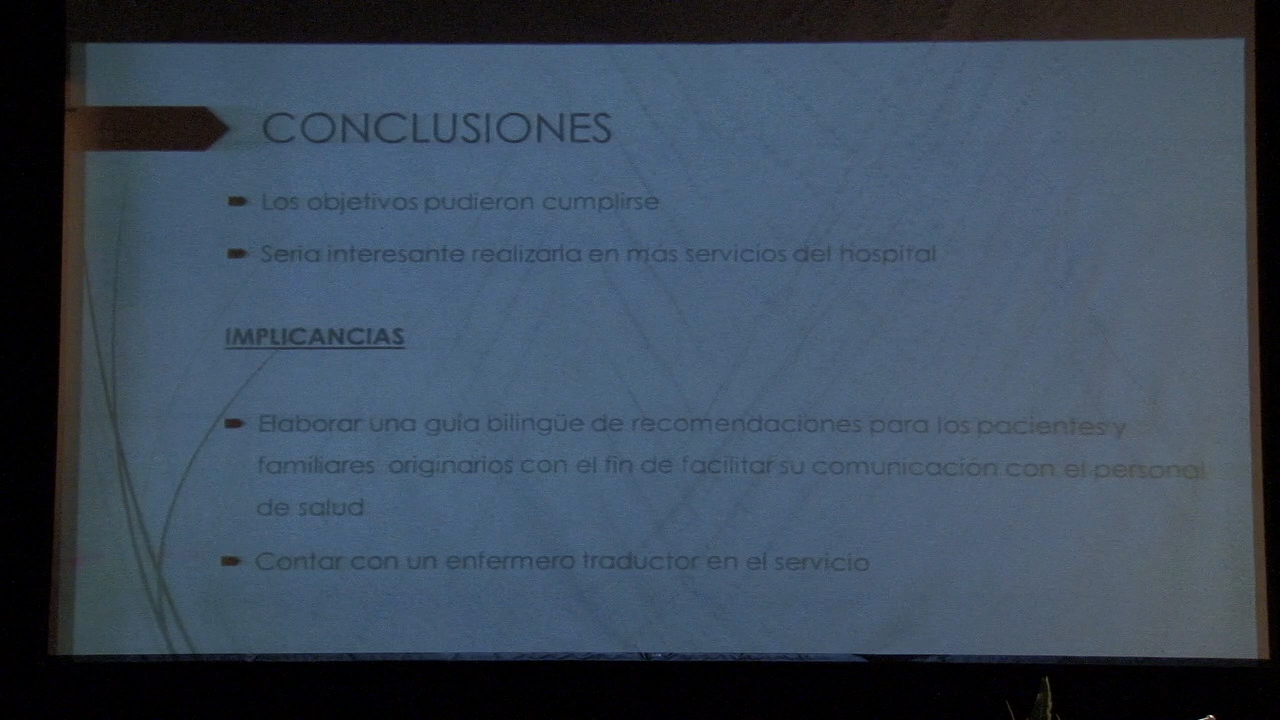 CONCLUSIONES
Los objetivos pudieron cumplirse
Seria interesante realizarla en más servicios del hospital
IMPLICANCIAS
Elaborar una guía bilingüe de recomendaciones para los pacientes y
familiares originarios con el fin de facilitar su comunicación con el personal
de salud
Contar con un enfermero traductor en el servicio